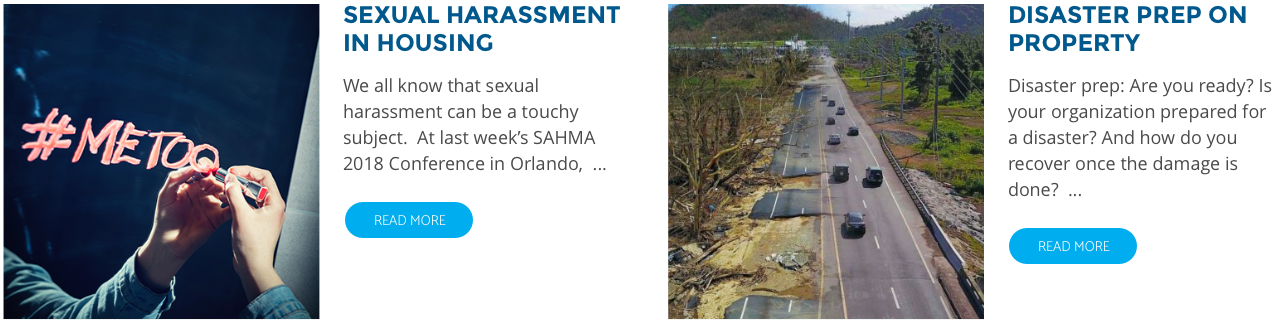 #METOO
SEXUAL HARASSMENT
IN HOUSING
We all know that sexual
harassment can be a touchy
subject.  At last week’s SAHMA
2018 Conference in Orlando,  ...
READ MORE
DISASTER PREP ON
PROPERTY
Disaster prep: Are you ready? Is
your organization prepared for
a disaster? And how do you
recover once the damage is
done?  ...
READ MORE